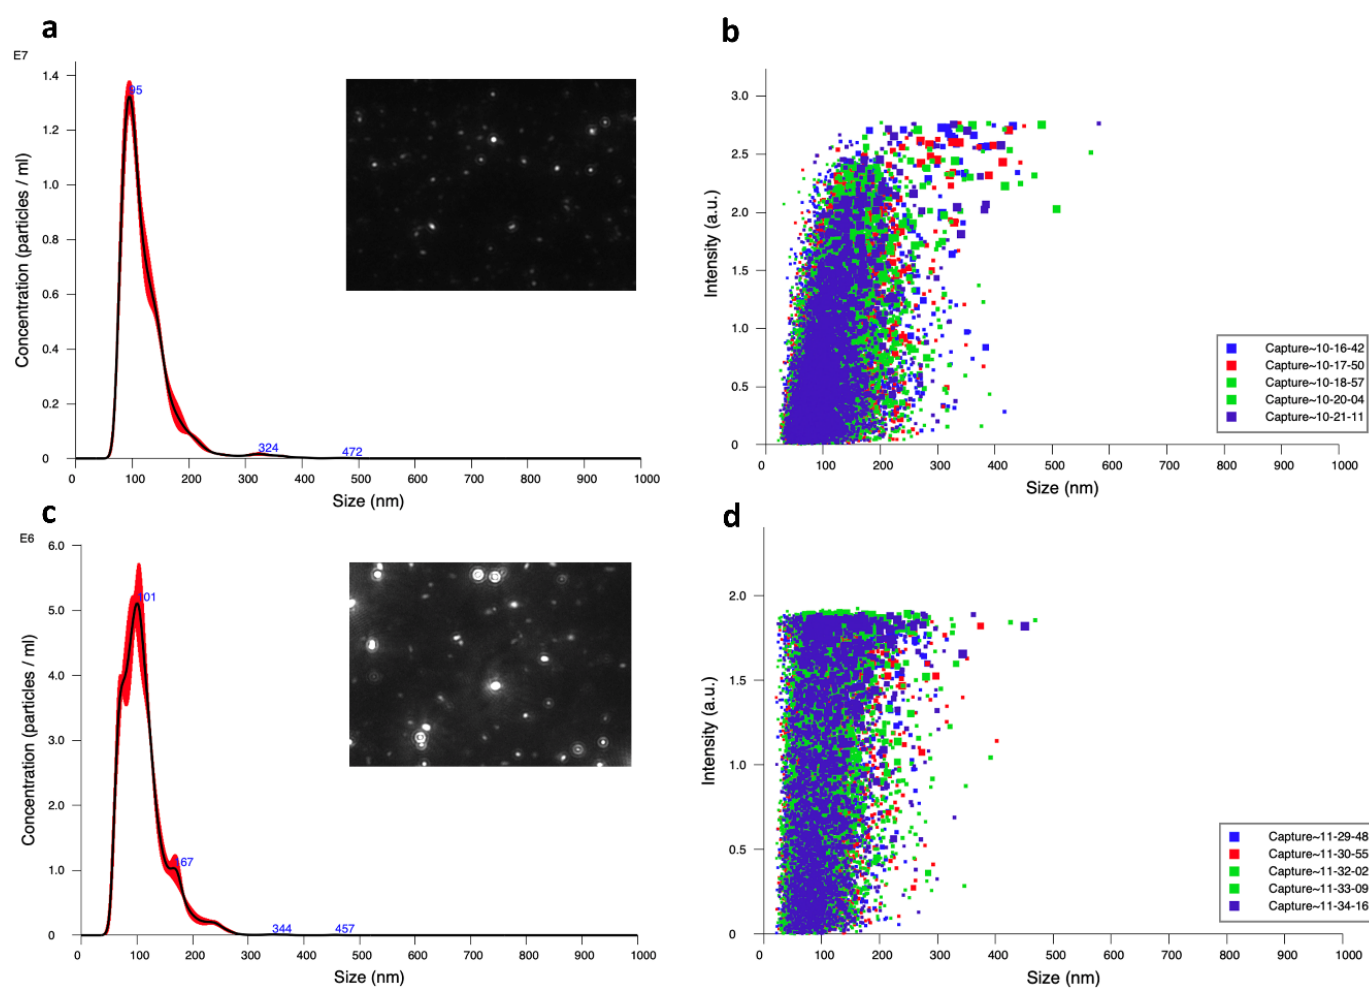 a
E7
1.4
1.2
1.0
0.8
0.6
0.4
0.2
0
Concentration (particles / ml)
95
324
472
0 100 200 300 400 500 600 700 800 900 1000
Size (nm)
b
3.0
2.5
2.0
1.5
1.0
0.5
0
Intensity (a.u.)
Capture~10-16-42
Capture~10-17-50
Capture~10-18-57
Capture~10-20-04
Capture~10-21-11
0 100 200 300 400 500 600 700 800 900 1000
Size (nm)
c
E6
6.0
5.0
4.0
3.0
2.0
1.0
0
Concentration (particles / ml)
101
167
344
457
0 100 200 300 400 500 600 700 800 900 1000
Size (nm)
d
2.0
1.5
1.0
0.5
0
Intensity (a.u.)
Capture~11-29-48
Capture~11-30-55
Capture~11-32-02
Capture~11-33-09
Capture~11-34-16
0 100 200 300 400 500 600 700 800 900 1000
Size (nm)